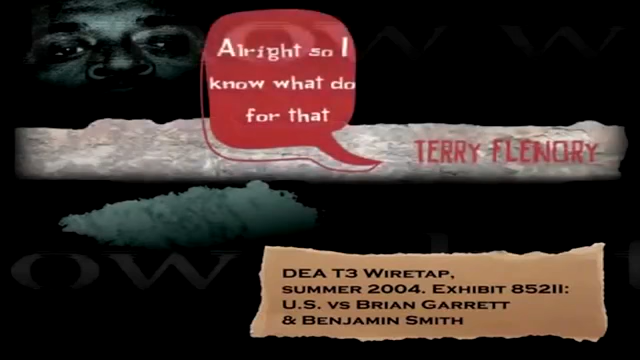 Alright so I
know what do
for that
TERRY FLENORY
DEA T3 WIRETAP,
SUMMER 2004. EXHIBIT 852II:
U.S. VS BRIAN GARRETT
& BENJAMIN SMITH